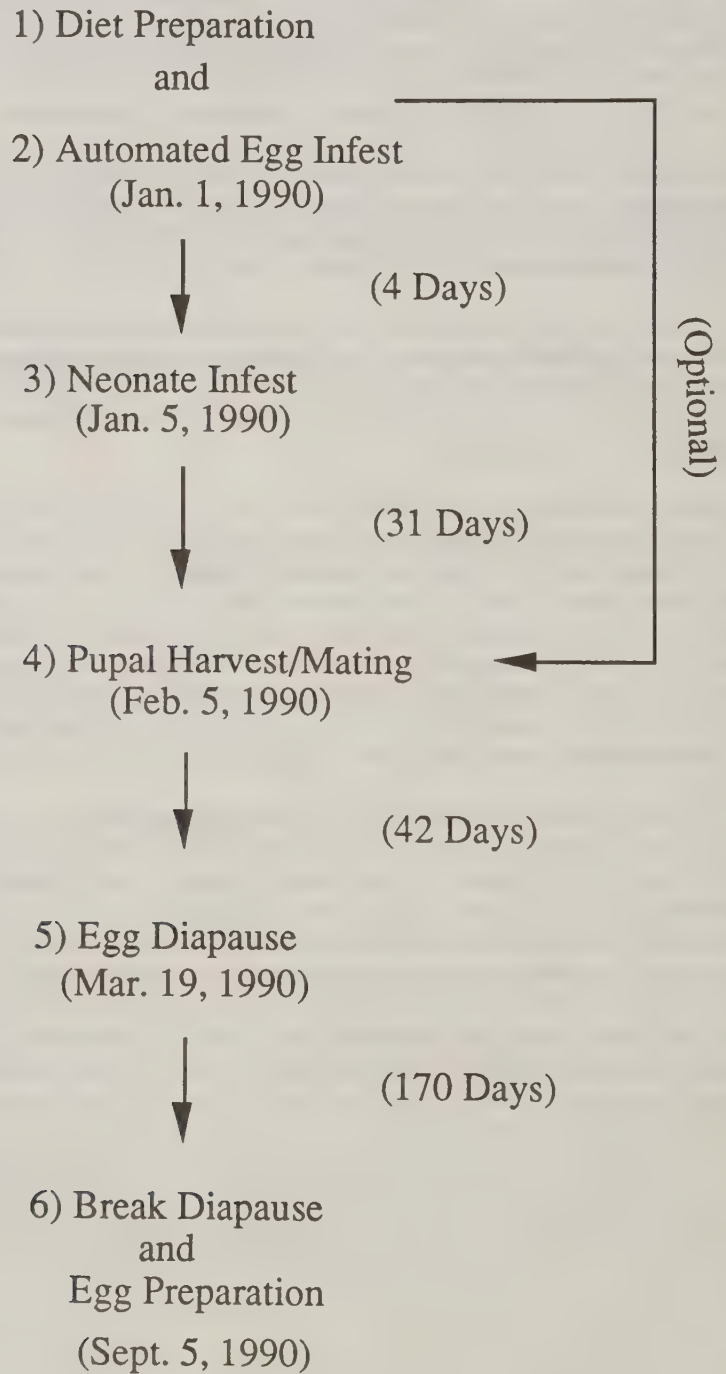 1) Diet Preparation
and
2) Automated Egg Infest
(Jan. 1, 1990)
(4 Days)
(Optional)
3) Neonate Infest
(Jan. 5, 1990)
(31 Days)
4) Pupal Harvest/Mating
(Feb. 5, 1990)
(42 Days)
5) Egg Diapause
(Mar. 19, 1990)
(170 Days)
6) Break Diapause
and
Egg Preparation
(Sept. 5, 1990)